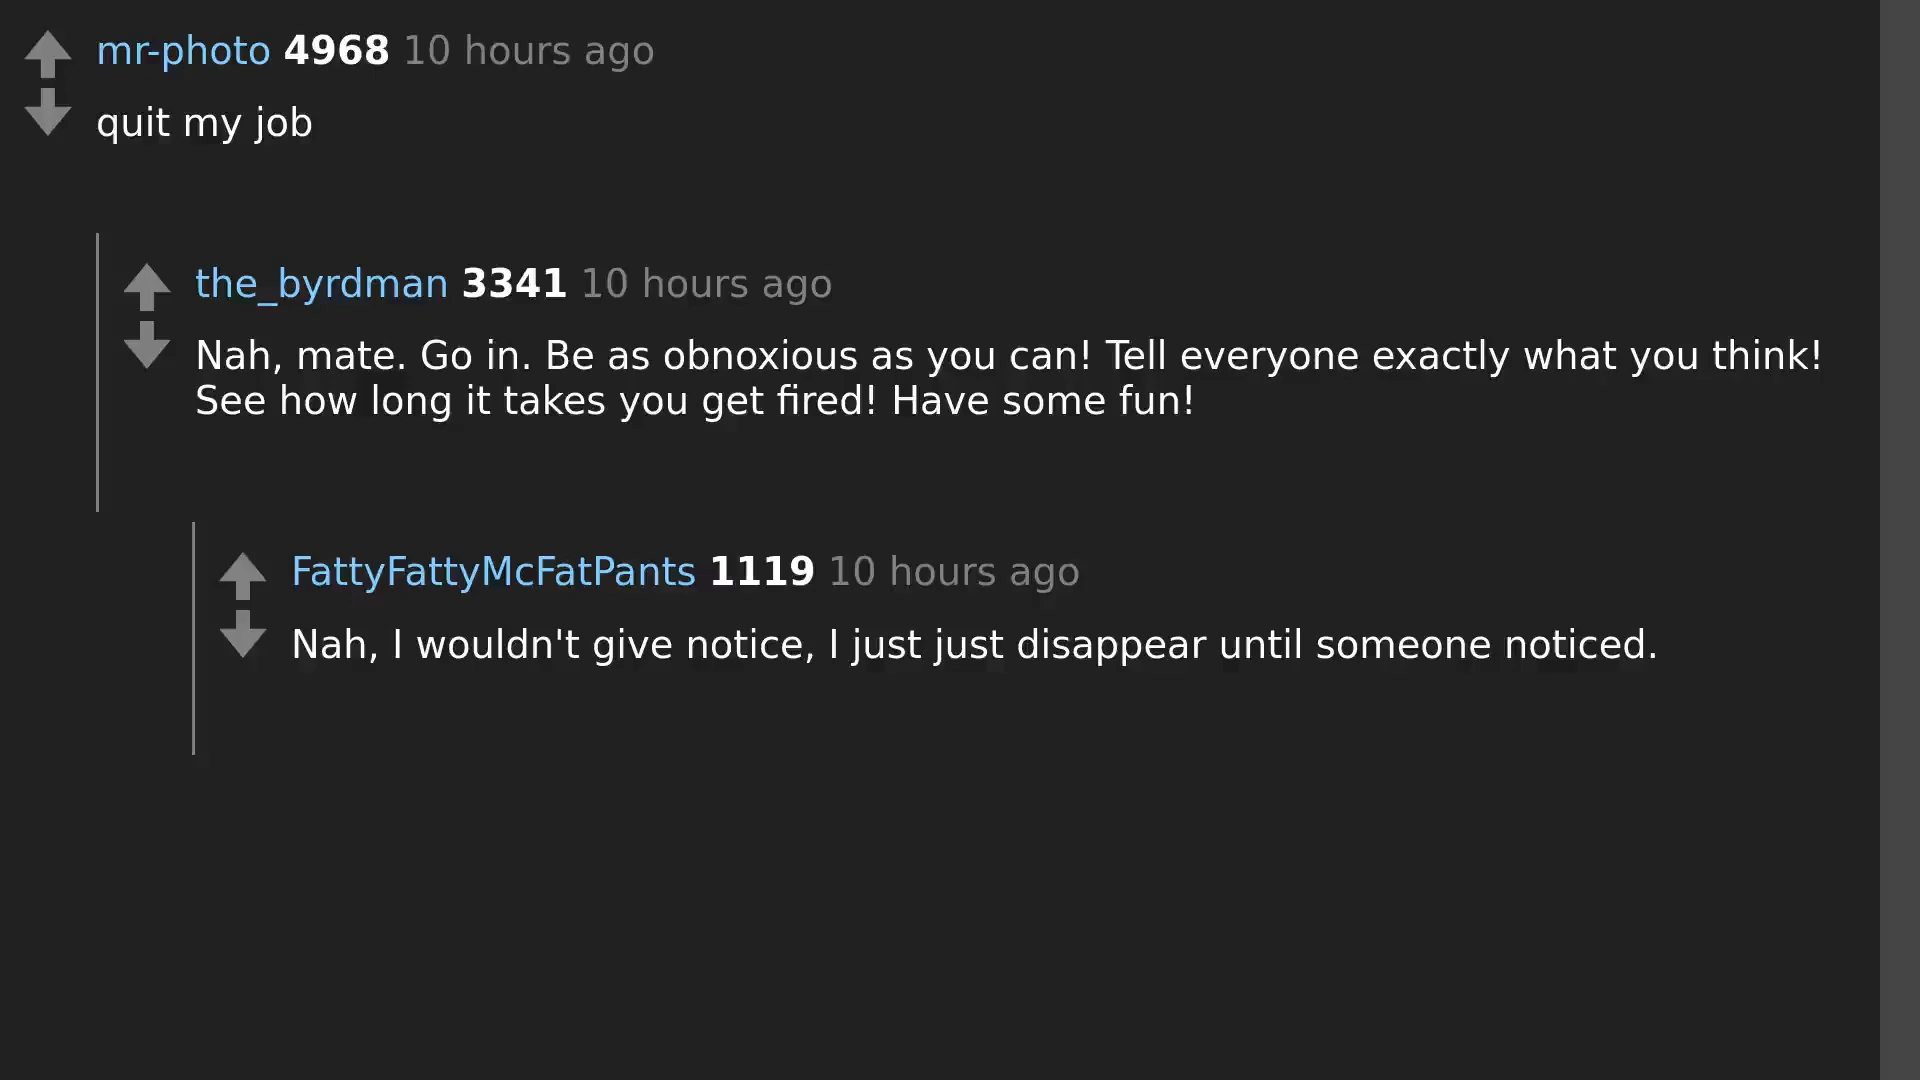 mr-photo 4968 10 hours ago
quit my job
the_byrdman 3341 10 hours ago
Nah, mate. Go in. Be as obnoxious as you can! Tell everyone exactly what you think!
See how long it takes you get fired! Have some fun!
FattyFattyMcFatPants 1119 10 hours ago
Nah, I wouldn't give notice, I just just disappear until someone noticed.